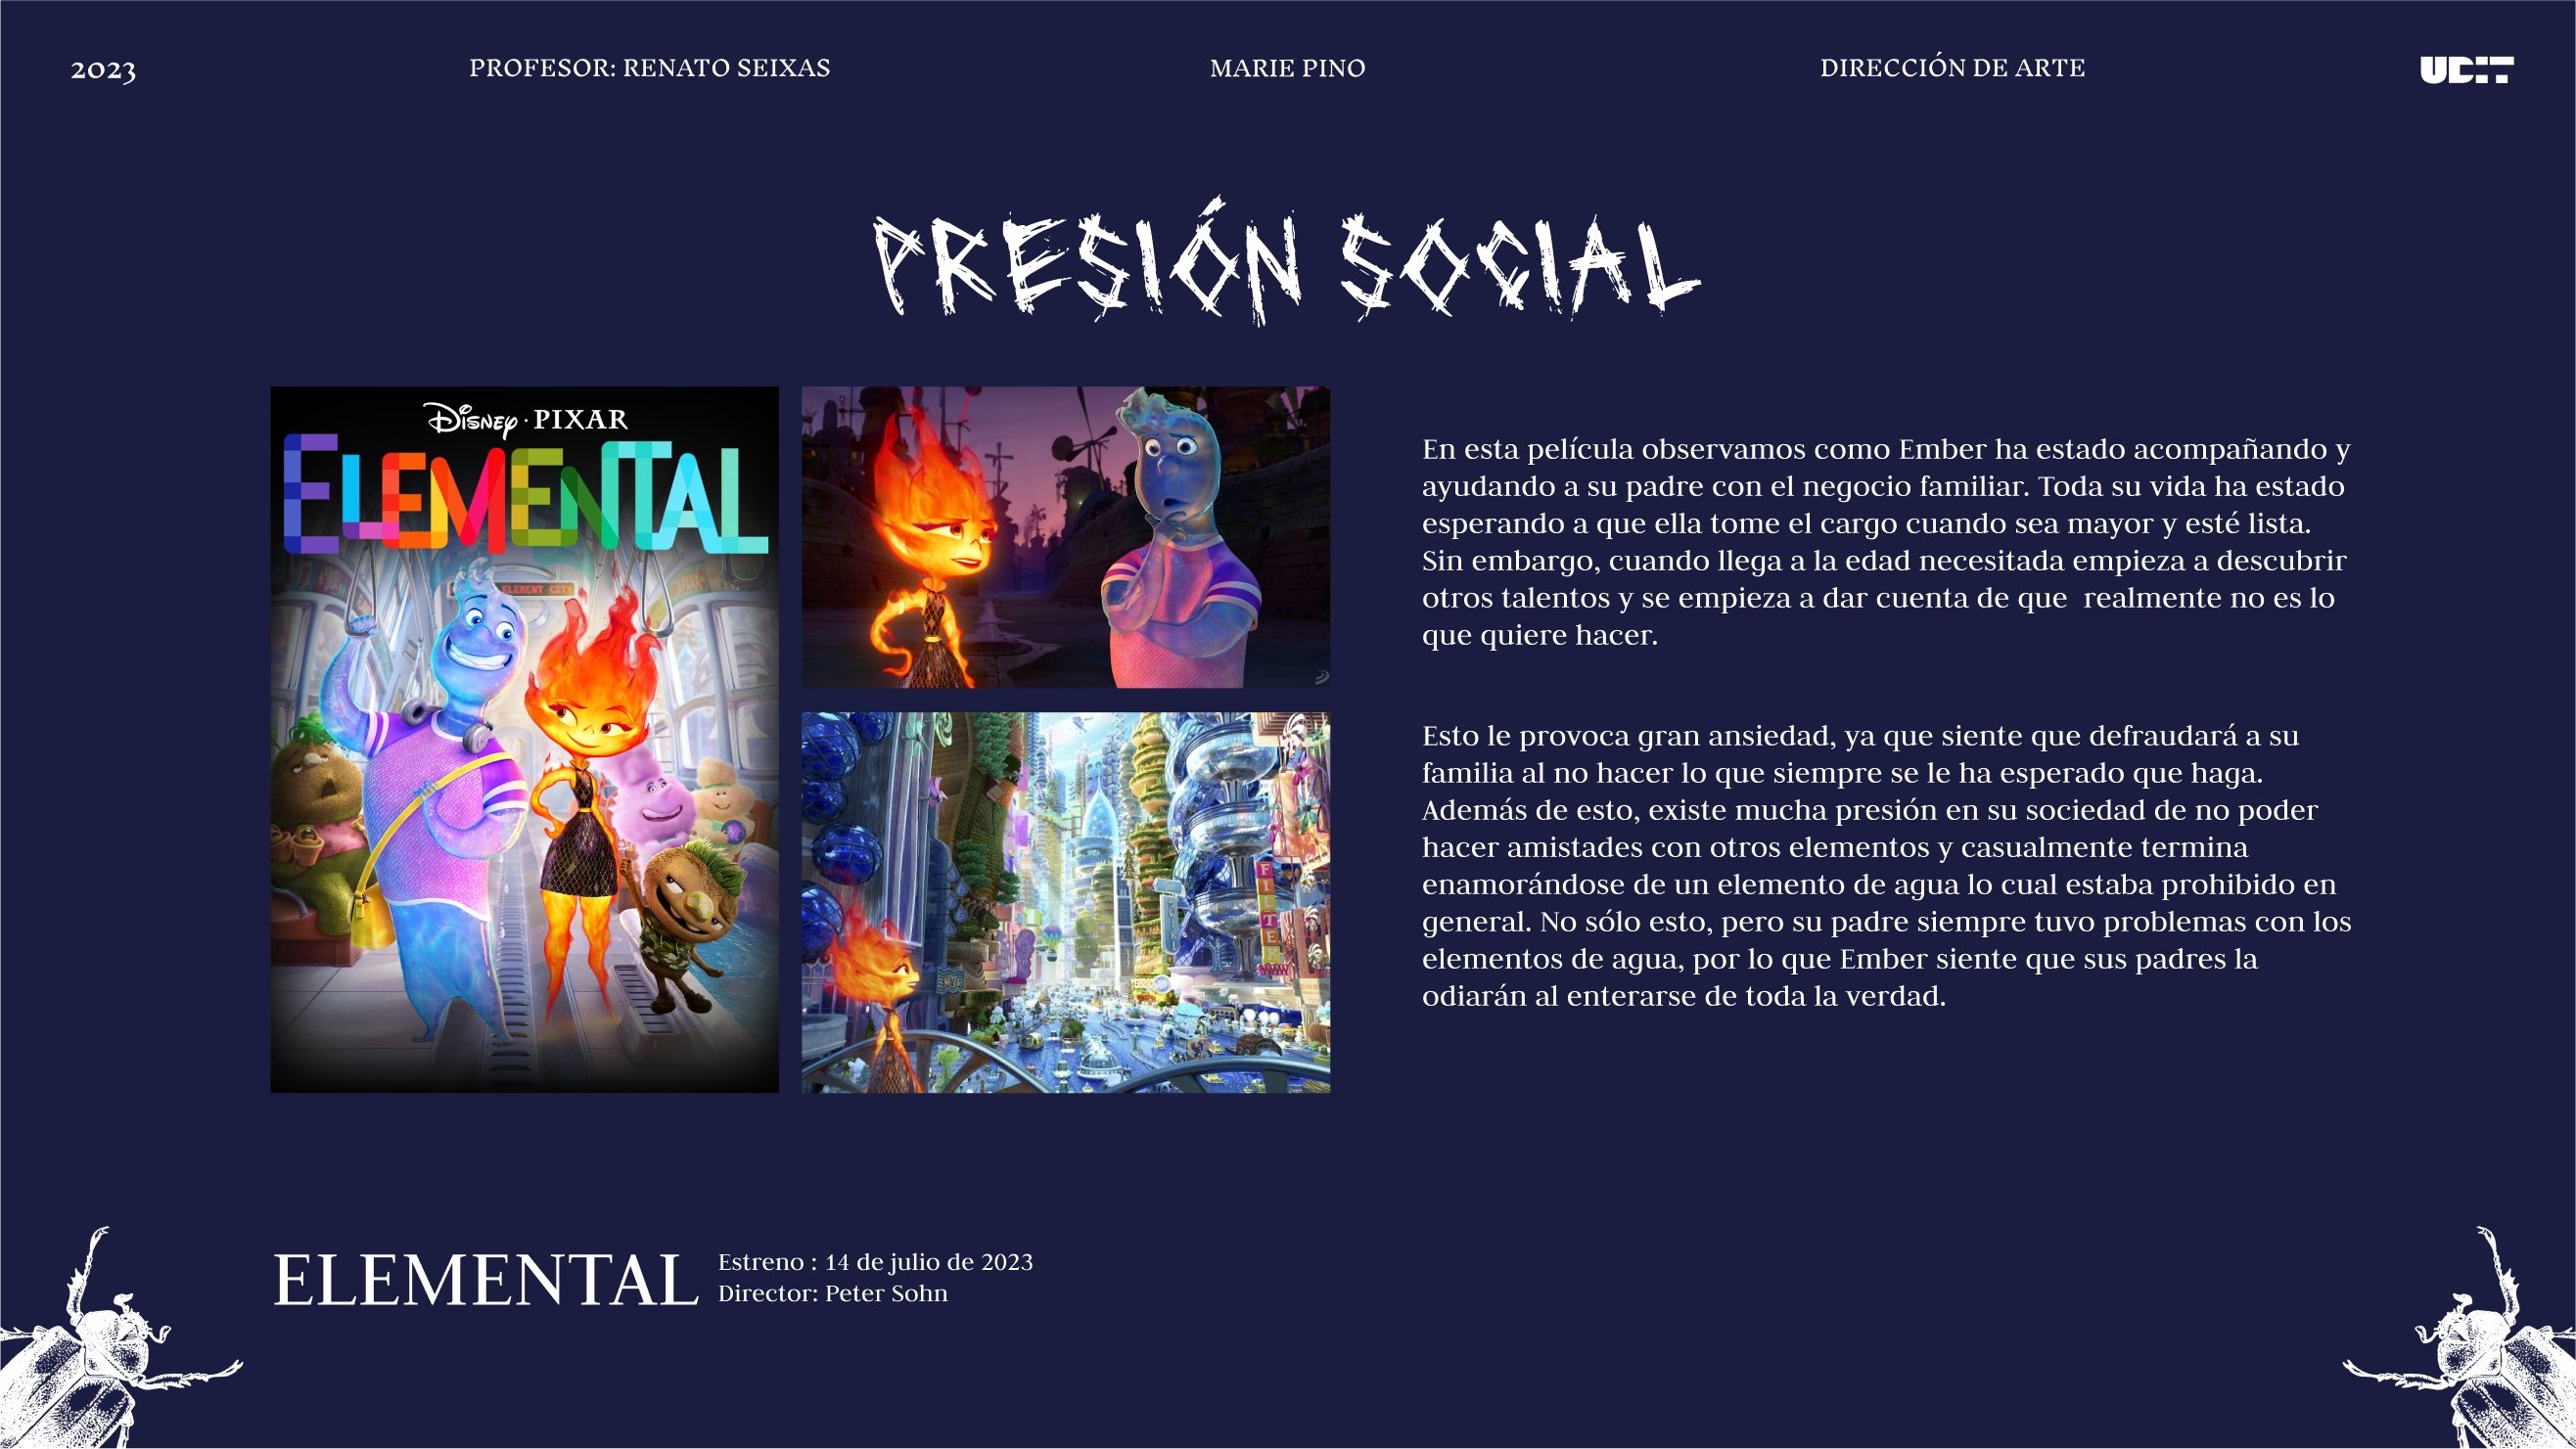 2023
PROFESOR: RENATO SEIXAS
MARIE PINO
DIRECCIÓN DE ARTE
UDIT
PRESIÓN SOCIAL
DISNEY · PIXAR
ELEMENTAL
ELEMENT CITY
FILTER
En esta película observamos como Ember ha estado acompañando y
ayudando a su padre con el negocio familiar. Toda su vida ha estado
esperando a que ella tome el cargo cuando sea mayor y esté lista.
Sin embargo, cuando llega a la edad necesitada empieza a descubrir
otros talentos y se empieza a dar cuenta de que  realmente no es lo
que quiere hacer.
Esto le provoca gran ansiedad, ya que siente que defraudará a su
familia al no hacer lo que siempre se le ha esperado que haga.
Además de esto, existe mucha presión en su sociedad de no poder
hacer amistades con otros elementos y casualmente termina
enamorándose de un elemento de agua lo cual estaba prohibido en
general. No sólo esto, pero su padre siempre tuvo problemas con los
elementos de agua, por lo que Ember siente que sus padres la
odiarán al enterarse de toda la verdad.
ELEMENTAL
Estreno : 14 de julio de 2023
Director: Peter Sohn